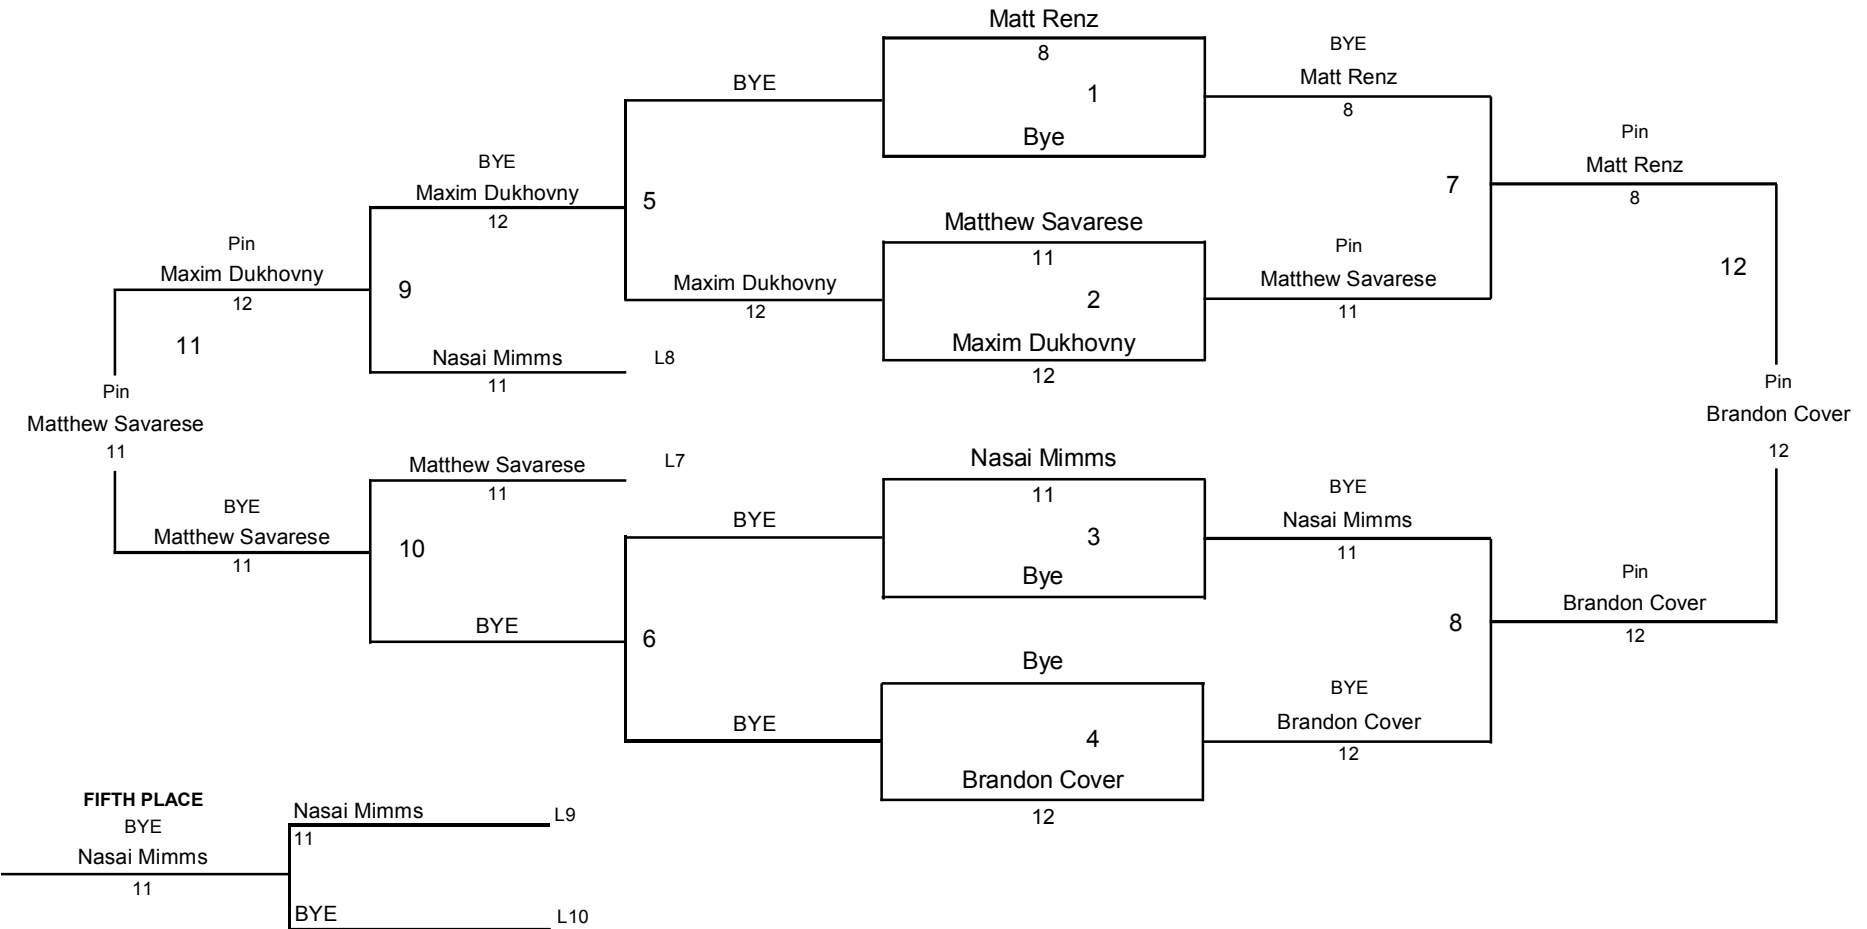 Matt Renz
8
1
Bye
BYE
BYE
Matt Renz
8
Pin
Matt Renz
8
7
12
BYE
Maxim Dukhovny
12
5
Matthew Savarese
11
2
Maxim Dukhovny
12
Maxim Dukhovny
12
Pin
Matthew Savarese
11
Pin
Maxim Dukhovny
12
9
11
Nasai Mimms
11
L8
Pin
Matthew Savarese
11
Pin
Brandon Cover
12
Matthew Savarese
11
L7
Nasai Mimms
11
3
Bye
BYE
BYE
Nasai Mimms
11
BYE
Matthew Savarese
11
10
BYE
6
8
Pin
Brandon Cover
12
Bye
4
Brandon Cover
12
BYE
BYE
Brandon Cover
12
FIFTH PLACE
BYE
Nasai Mimms
11
Nasai Mimms
11
L9
BYE
L10